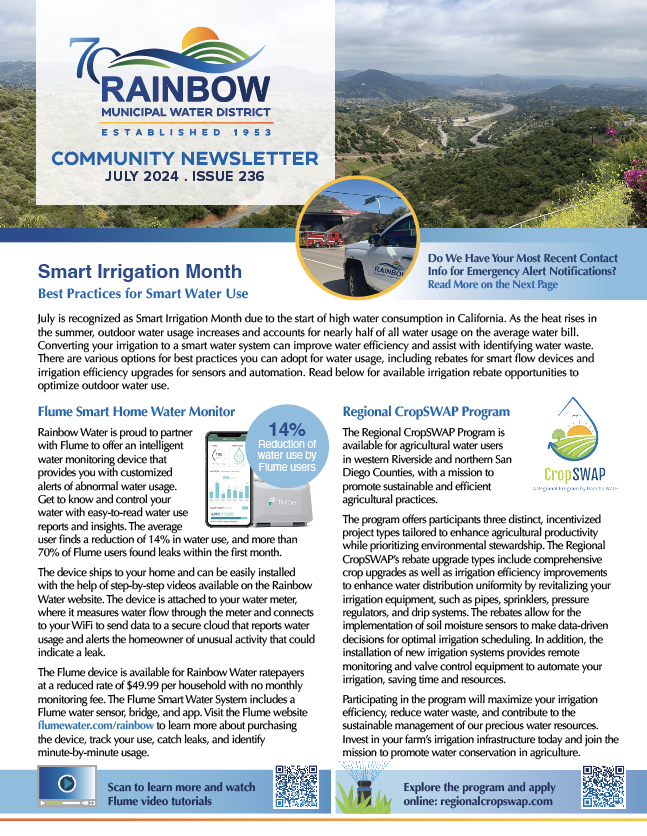 70
RAINBOW
MUNICIPAL WATER DISTRICT
ESTABLISHED 1953
COMMUNITY NEWSLETTER
JULY 2024 . ISSUE 236
RAINBOW
Do We Have Your Most Recent Contact
Info for Emergency Alert Notifications?
Read More on the Next Page
Smart Irrigation Month
Best Practices for Smart Water Use
July is recognized as Smart Irrigation Month due to the start of high water consumption in California. As the heat rises in
the summer, outdoor water usage increases and accounts for nearly half of all water usage on the average water bill.
Converting your irrigation to a smart water system can improve water efficiency and assist with identifying water waste.
There are various options for best practices you can adopt for water usage, including rebates for smart flow devices and
irrigation efficiency upgrades for sensors and automation. Read below for available irrigation rebate opportunities to
optimize outdoor water use.
Flume Smart Home Water Monitor
Rainbow Water is proud to partner
with Flume to offer an intelligent
water monitoring device that
provides you with customized
alerts of abnormal water usage.
Get to know and control your
water with easy-to-read water use
reports and insights. The average
user finds a reduction of 14% in water use, and more than
70% of Flume users found leaks within the first month.
14%
Reduction of
water use by
Flume users
flume
The device ships to your home and can be easily installed
with the help of step-by-step videos available on the Rainbow
Water website. The device is attached to your water meter,
where it measures water flow through the meter and connects
to your WiFi to send data to a secure cloud that reports water
usage and alerts the homeowner of unusual activity that could
indicate a leak.
The Flume device is available for Rainbow Water ratepayers
at a reduced rate of $49.99 per household with no monthly
monitoring fee. The Flume Smart Water System includes a
Flume water sensor, bridge, and app. Visit the Flume website
flumewater.com/rainbow to learn more about purchasing
the device, track your use, catch leaks, and identify
minute-by-minute usage.
Scan to learn more and watch
Flume video tutorials
Regional CropSWAP Program
The Regional CropSWAP Program is
available for agricultural water users
in western Riverside and northern San
Diego Counties, with a mission to
promote sustainable and efficient
agricultural practices.
CropSWAP
A Regional Program by Rancho Water
The program offers participants three distinct, incentivized
project types tailored to enhance agricultural productivity
while prioritizing environmental stewardship. The Regional
CropSWAP's rebate upgrade types include comprehensive
crop upgrades as well as irrigation efficiency improvements
to enhance water distribution uniformity by revitalizing your
irrigation equipment, such as pipes, sprinklers, pressure
regulators, and drip systems. The rebates allow for the
implementation of soil moisture sensors to make data-driven
decisions for optimal irrigation scheduling. In addition, the
installation of new irrigation systems provides remote
monitoring and valve control equipment to automate your
irrigation, saving time and resources.
Participating in the program will maximize your irrigation
efficiency, reduce water waste, and contribute to the
sustainable management of our precious water resources.
Invest in your farm's irrigation infrastructure today and join the
mission to promote water conservation in agriculture.
Explore the program and apply
online: regionalcropswap.com